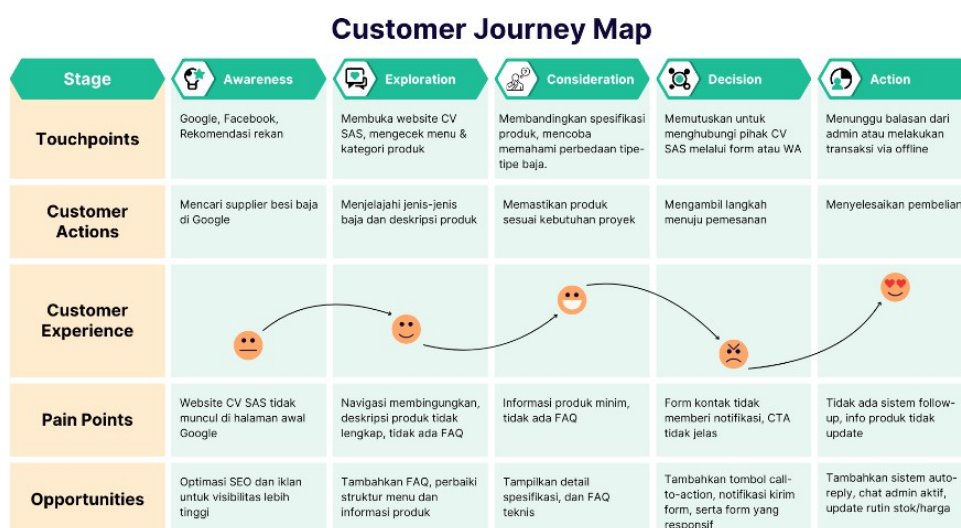 Customer Journey Map
Stage
Awareness
Exploration
Consideration
Decision
Action
Touchpoints
Google, Facebook,
Rekomendasi rekan
Membuka website CV
SAS, mengecek menu &
kategori produk
Membandingkan spesifikasi
produk, mencoba
memahami perbedaan tipe-
tipe baja.
Memutuskan untuk
menghubungi pihak CV
SAS melalui form atau WA
Menunggu balasan dari
admin atau melakukan
transaksi via offline
Customer
Actions
Mencari supplier besi baja
di Google
Menjelajahi jenis-jenis
baja dan deskripsi produk
Memastikan produk
sesuai kebutuhan proyek
Mengambil langkah
menuju pemesanan
Menyelesaikan pembelian
Customer
Experience
Pain Points
Website CV SAS tidak
muncul di halaman awal
Google
Navigasi membingungkan,
deskripsi produk tidak
lengkap, tidak ada FAQ
Informasi produk minim,
tidak ada FAQ
Form kontak tidak
memberi notifikasi, CTA
tidak jelas
Tidak ada sistem follow-
up, info produk tidak
update
Opportunities
Optimasi SEO dan iklan
untuk visibilitas lebih
tinggi
Tambahkan FAQ, perbaiki
struktur menu dan
informasi produk
Tampilkan detail
spesifikasi, dan FAQ
teknis
Tambahkan tombol call-
to-action, notifikasi kirim
form, serta form yang
responsif
Tambahkan sistem auto-
reply, chat admin aktif,
update rutin stok/harga